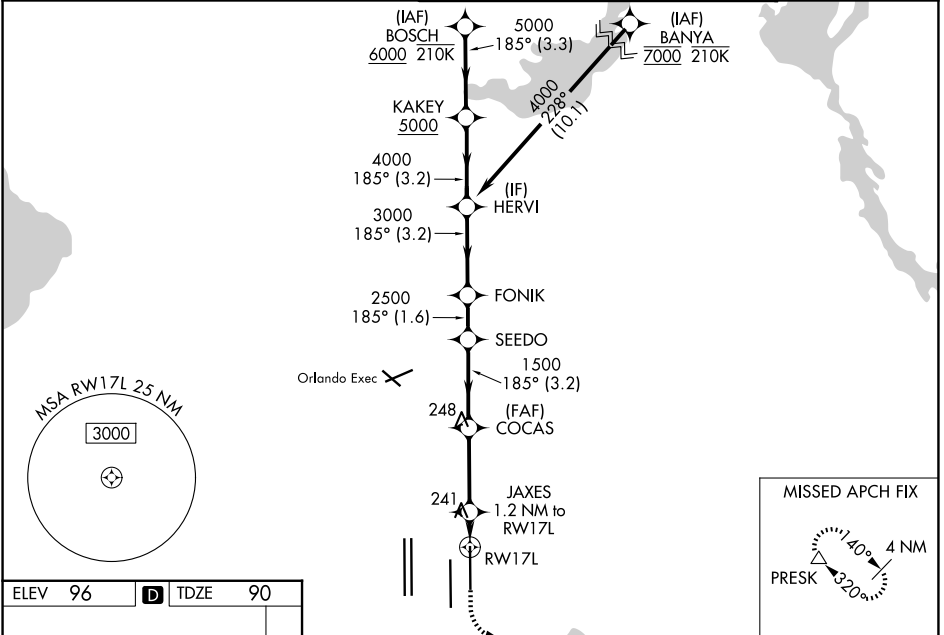 (IAF)
BOSCH
6000 210K
5000
185° (3.3)
(IAF)
BANYA
7000 210K
4000
228°
(10.1)
KAKEY
5000
4000
185° (3.2)
(IF)
HERVI
3000
185° (3.2)
FONIK
2500
185° (1.6)
SEEDO
1500
185° (3.2)
Orlando Exec
248
(FAF)
COCAS
MSA RW17L 25 NM
3000
241
JAXES
1.2 NM to
RW17L
RW17L
MISSED APCH FIX
140°
4 NM
PRESK
320°
ELEV 96
D
TDZE 90